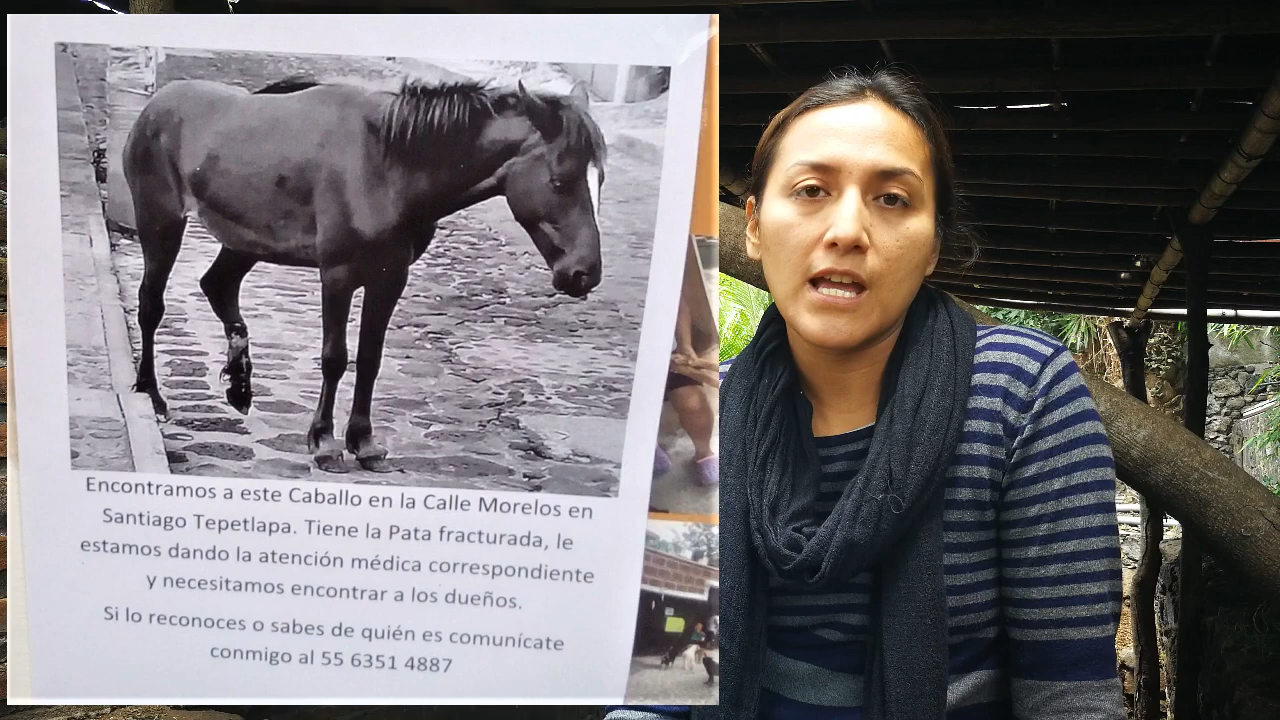 Encontramos a este Caballo en la Calle Morelos en
Santiago Tepetlapa. Tiene la Pata fracturada, le
estamos dando la atención médica correspondiente
y necesitamos encontrar a los dueños.
Si lo reconoces o sabes de quién es comunícate
conmigo al 55 6351 4887